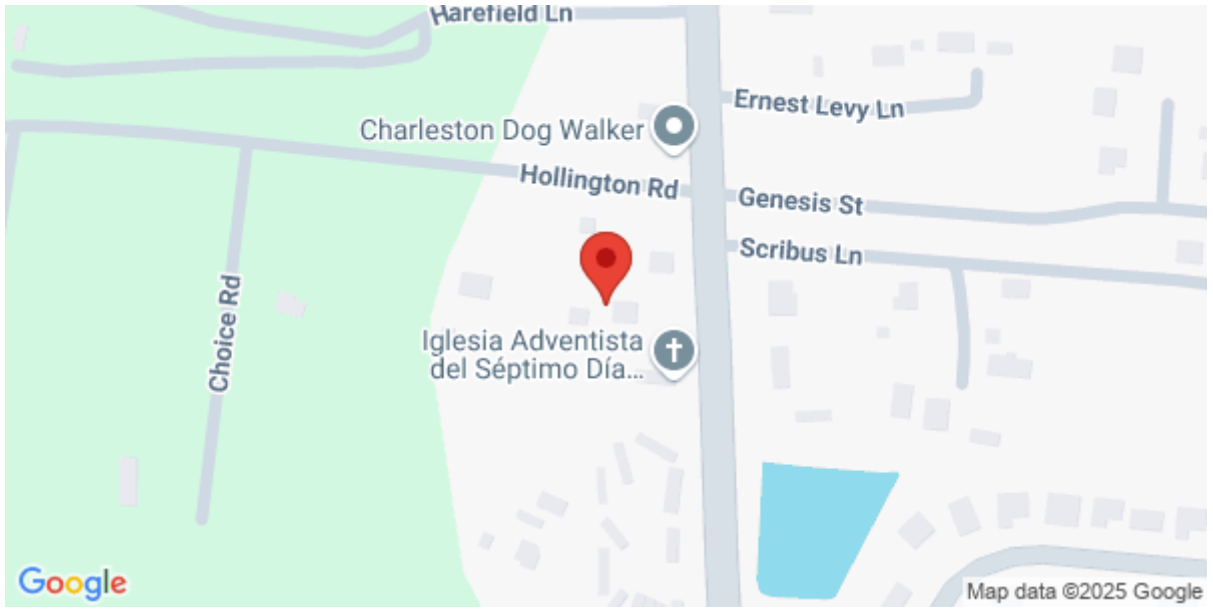 Harefield Ln
Ernest Levy Ln
Charleston Dog Walker
Hollington Rd
Genesis St
Scribus Ln
Choice Rd
Iglesia Adventista
del Séptimo Día...
Google
Map data ©2025 Google